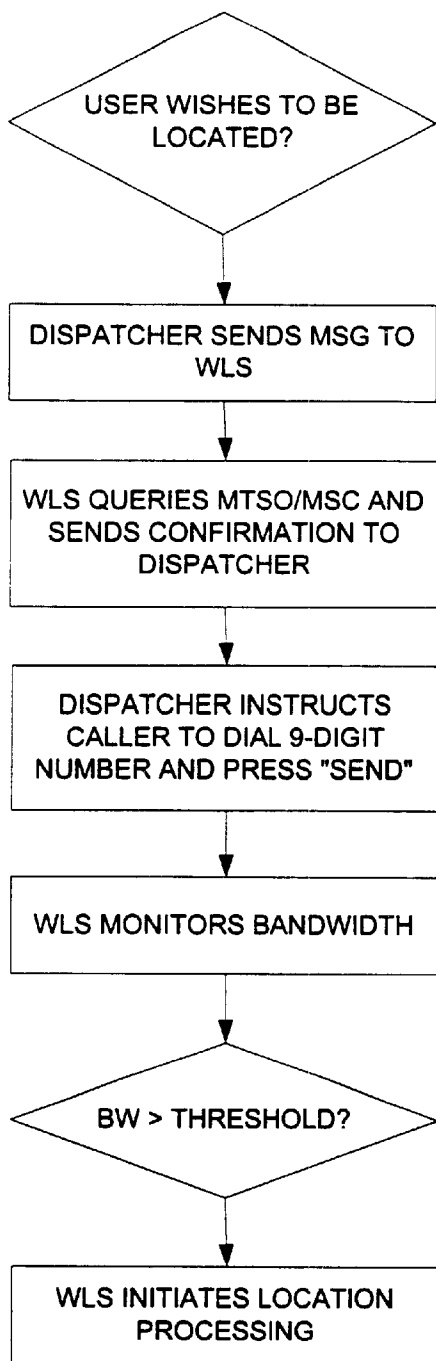 USER WISHES TO BE
LOCATED?
DISPATCHER SENDS MSG TO
WLS
WLS QUERIES MTSO/MSC AND
SENDS CONFIRMATION TO
DISPATCHER
DISPATCHER INSTRUCTS
CALLER TO DIAL 9-DIGIT
NUMBER AND PRESS "SEND"
WLS MONITORS BANDWIDTH
BW > THRESHOLD?
WLS INITIATES LOCATION
PROCESSING